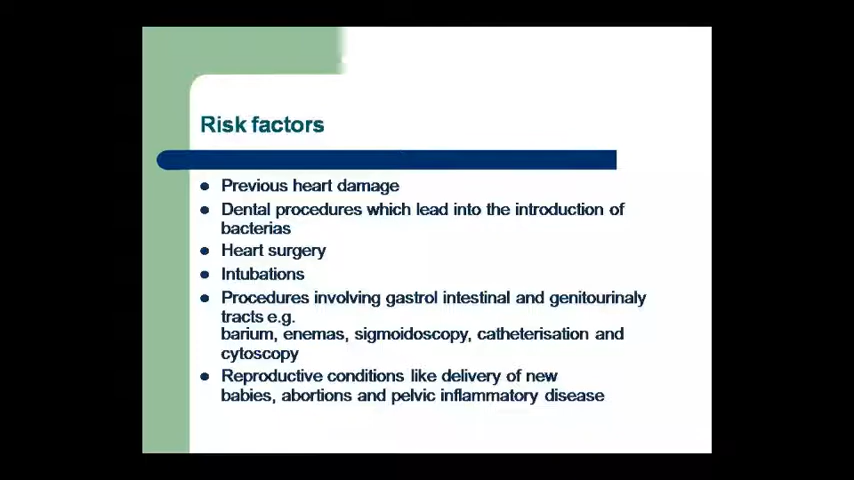 Risk factors
Previous heart damage
Dental procedures which lead into the introduction of
bacterias
Heart surgery
Intubations
Procedures involving gastrol intestinal and genitourinaly
tracts e.g.
barium, enemas, sigmoidoscopy, catheterisation and
cytoscopy
Reproductive conditions like delivery of new
babies, abortions and pelvic inflammatory disease